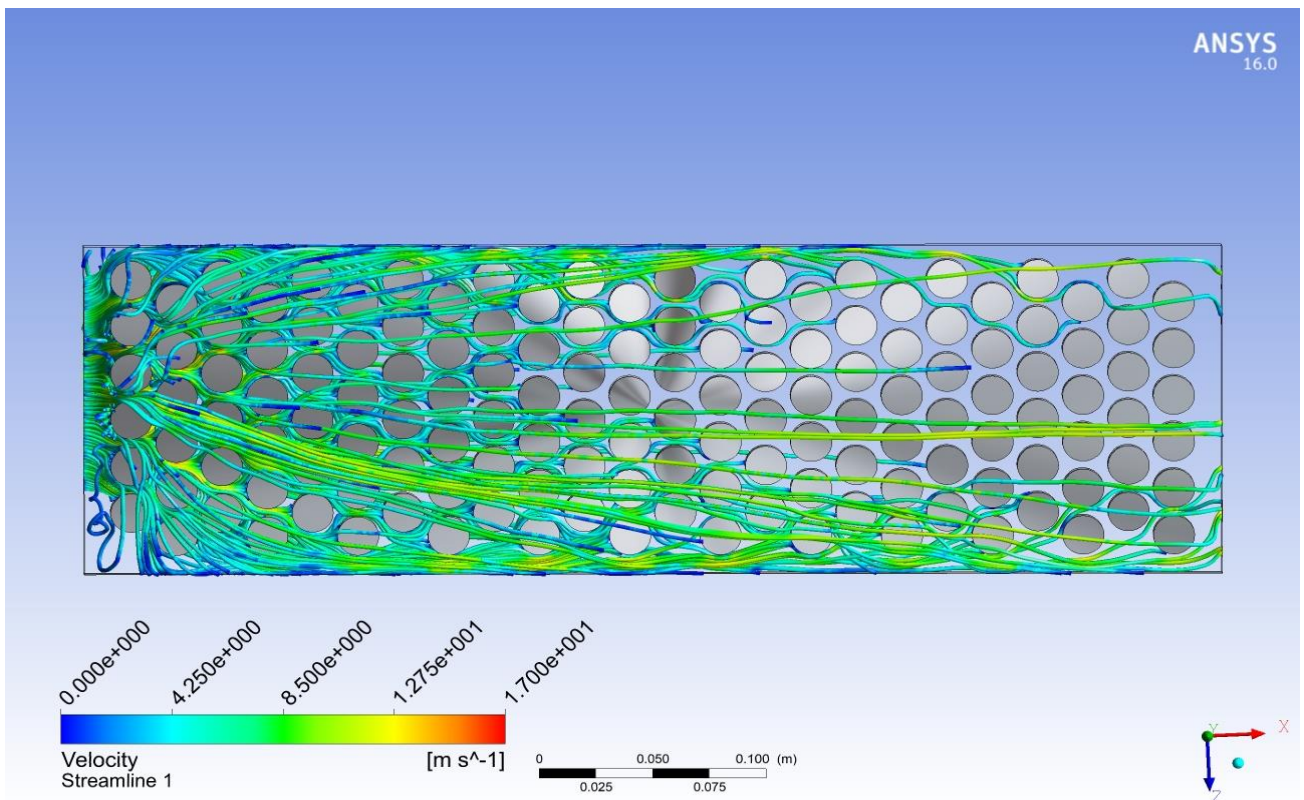 ANSYS
16.0
0.000e+000
4.250e+000
8.500e+000
1.275e+001
1.700e+001
Velocity
[m s^-1]
Streamline 1
0
0.050
0.100
(m)
0.025
0.075
Y
X
Z